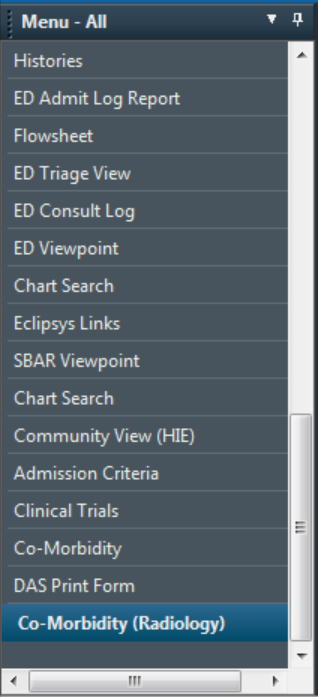 Menu - All
Histories
ED Admit Log Report
Flowsheet
ED Triage View
ED Consult Log
ED Viewpoint
Chart Search
Eclipsys Links
SBAR Viewpoint
Chart Search
Community View (HIE)
Admission Criteria
Clinical Trials
Co-Morbidity
DAS Print Form
Co-Morbidity (Radiology)